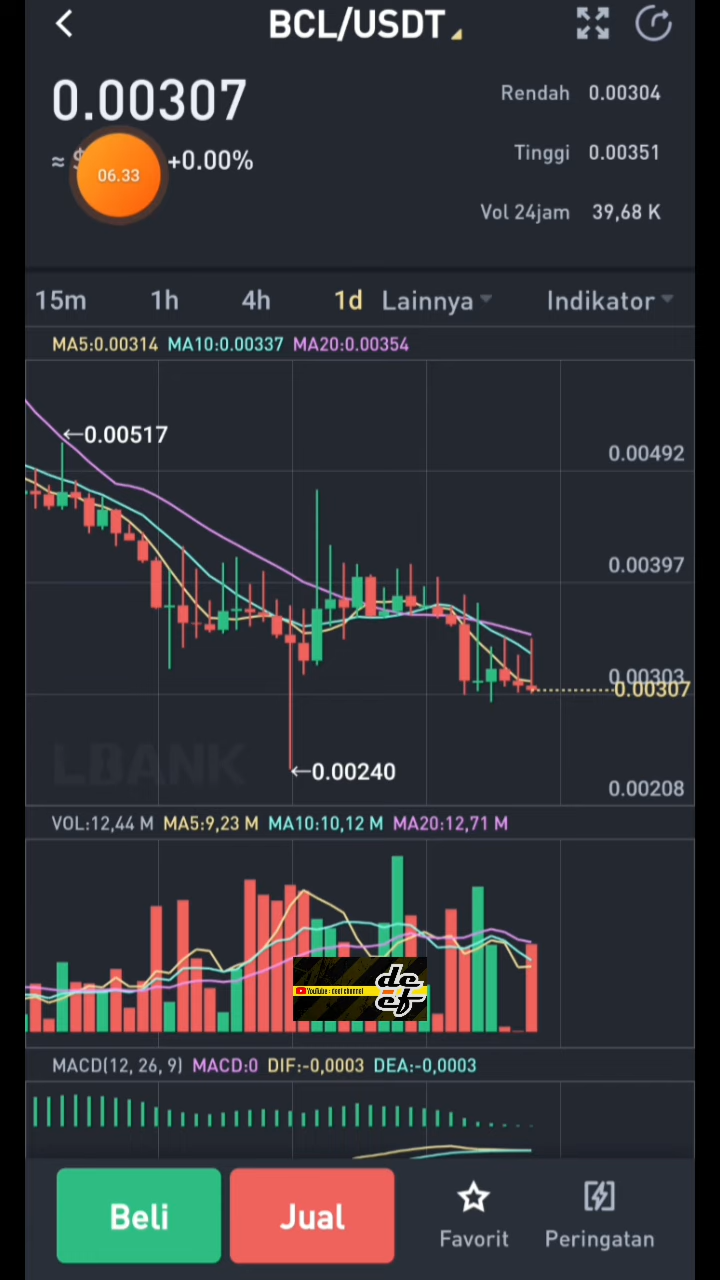 BCL/USDT
0.00307
Rendah 0.00304
≈ $ +0.00%
06.33
Tinggi 0.00351
Vol 24jam 39,68 K
15m 1h 4h 1d Lainnya Indikator
MA5:0.00314 MA10:0.00337 MA20:0.00354
←0.00517
0.00492
0.00397
0.00303
0.00307
LBANK
←0.00240
0.00208
VOL:12,44 M MA5:9,23 M MA10:10,12 M MA20:12,71 M
YouTube : deef channel
deef
MACD(12, 26, 9) MACD:0 DIF:-0,0003 DEA:-0,0003
Beli Jual Favorit Peringatan